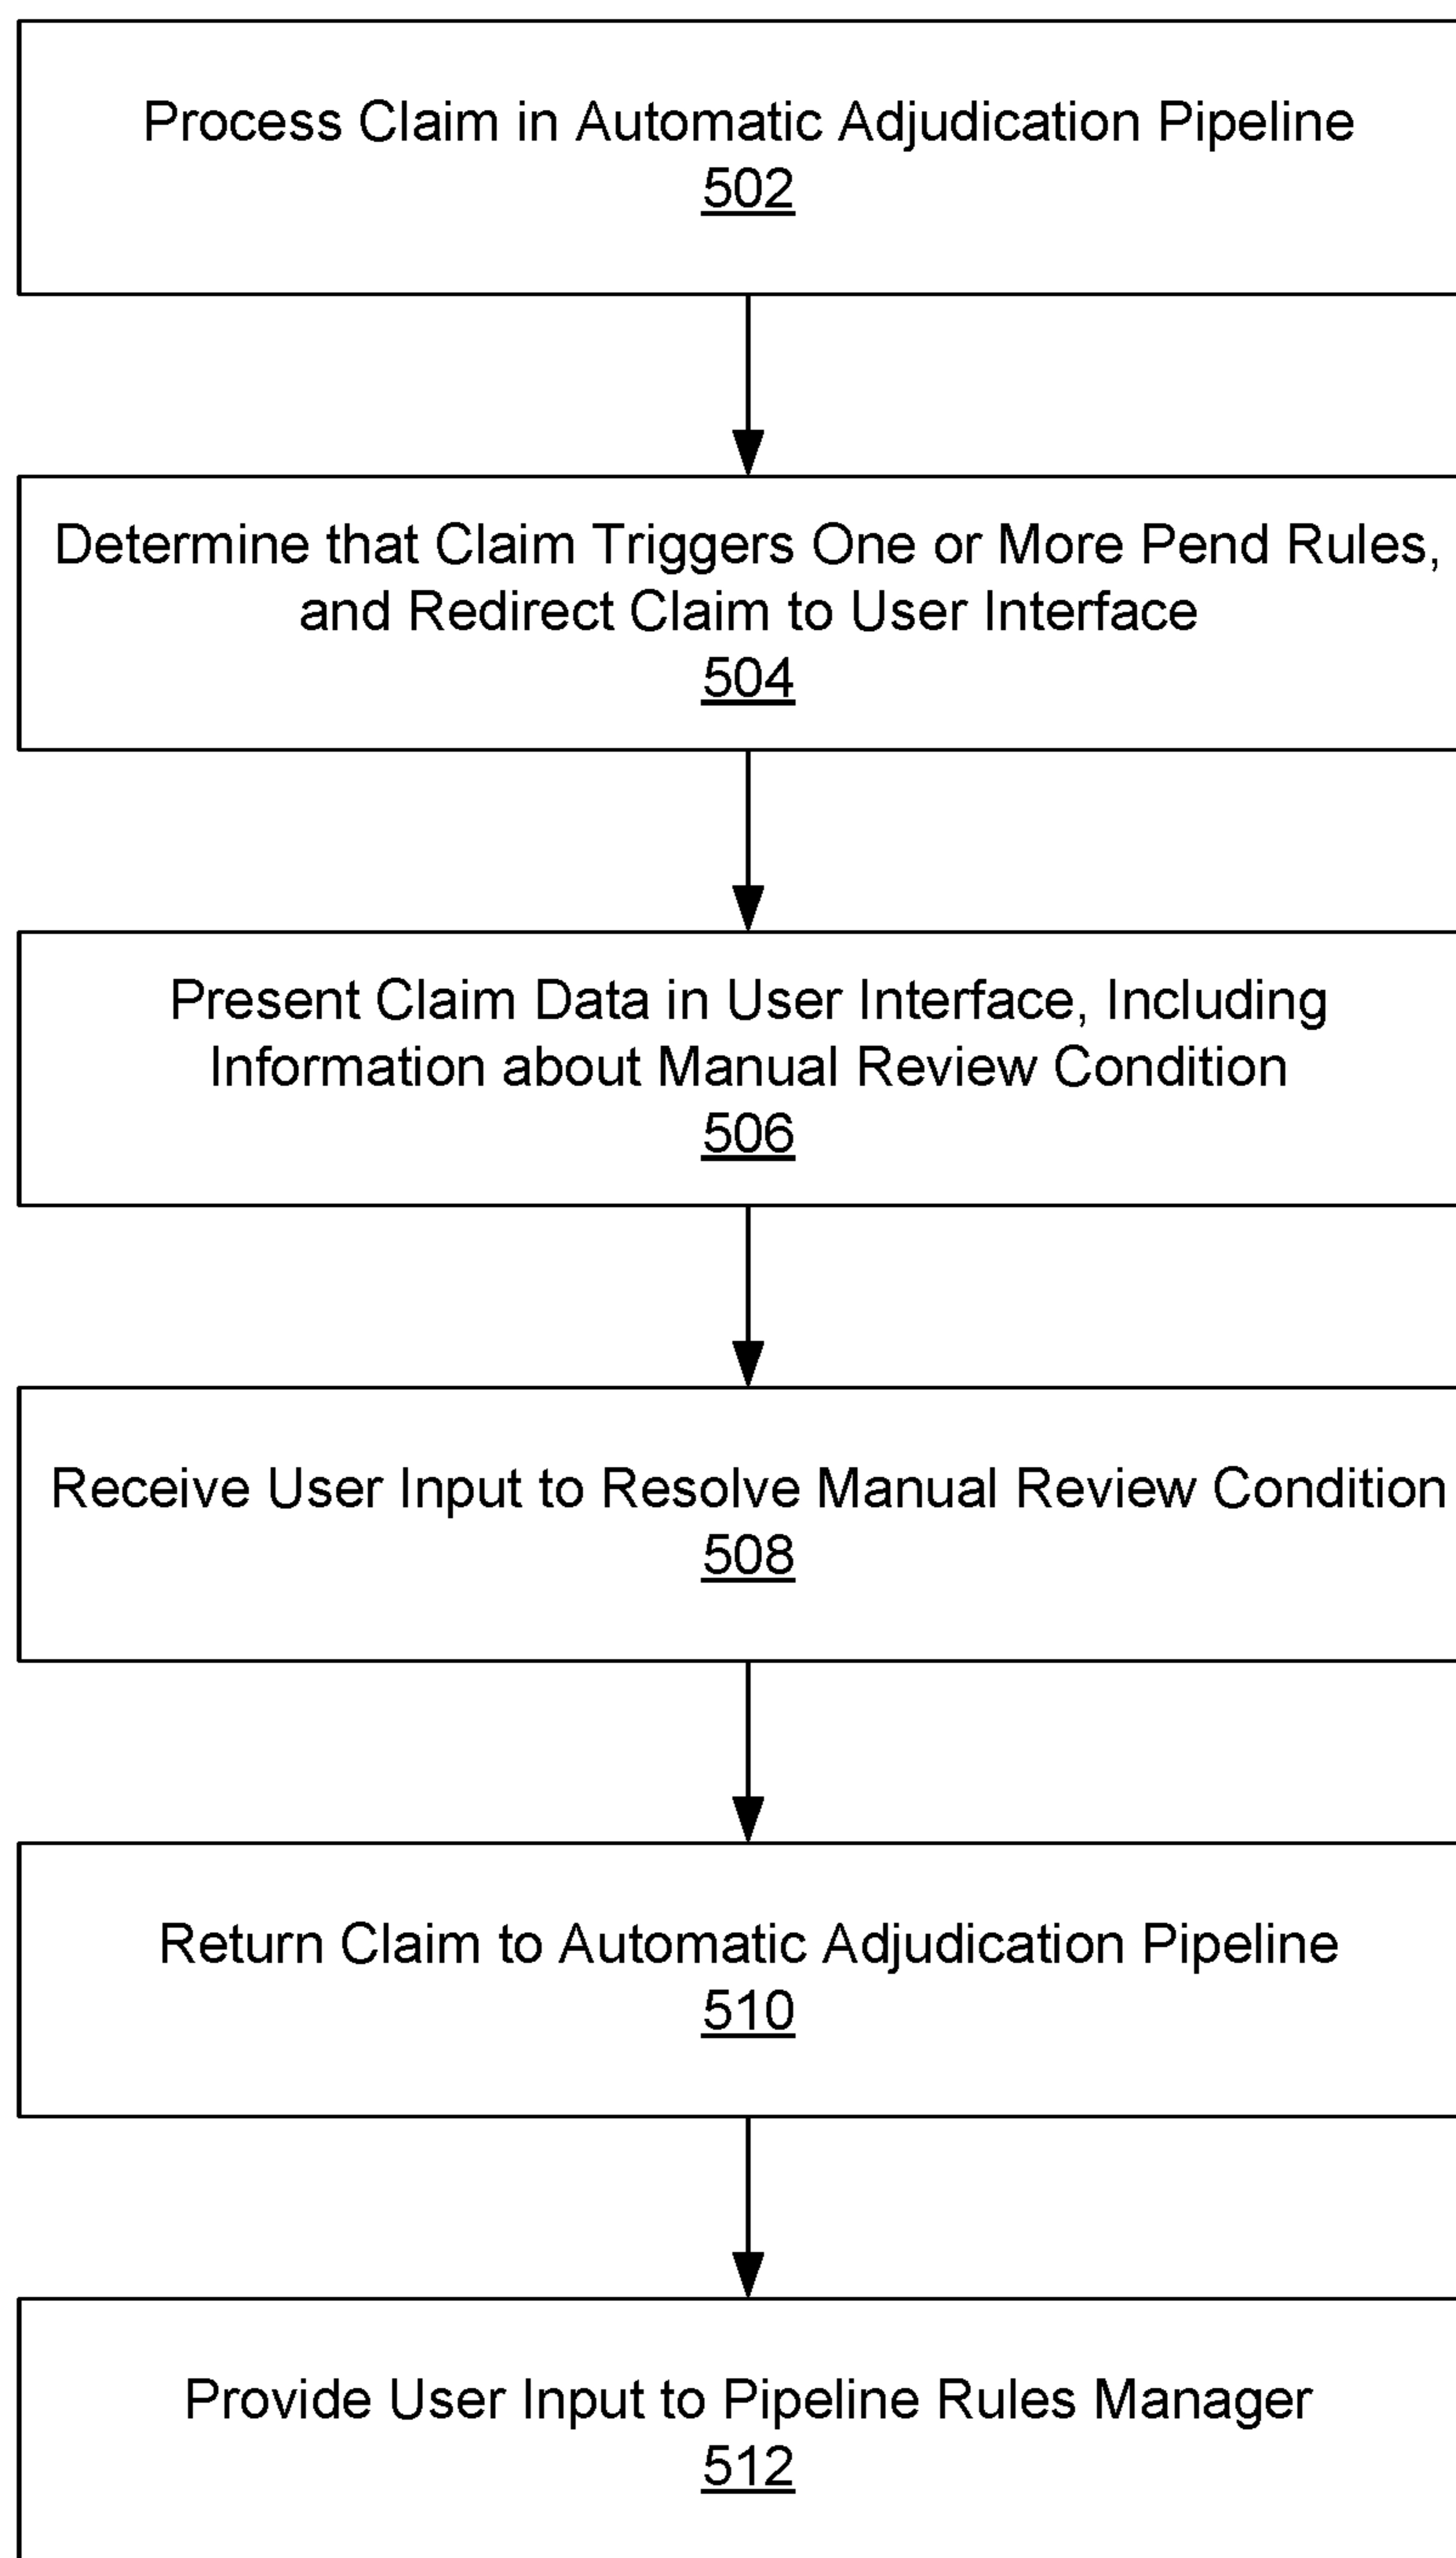 Process Claim in Automatic Adjudication Pipeline
502
Determine that Claim Triggers One or More Pend Rules,
and Redirect Claim to User Interface
504
Present Claim Data in User Interface, Including
Information about Manual Review Condition
506
Receive User Input to Resolve Manual Review Condition
508
Return Claim to Automatic Adjudication Pipeline
510
Provide User Input to Pipeline Rules Manager
512